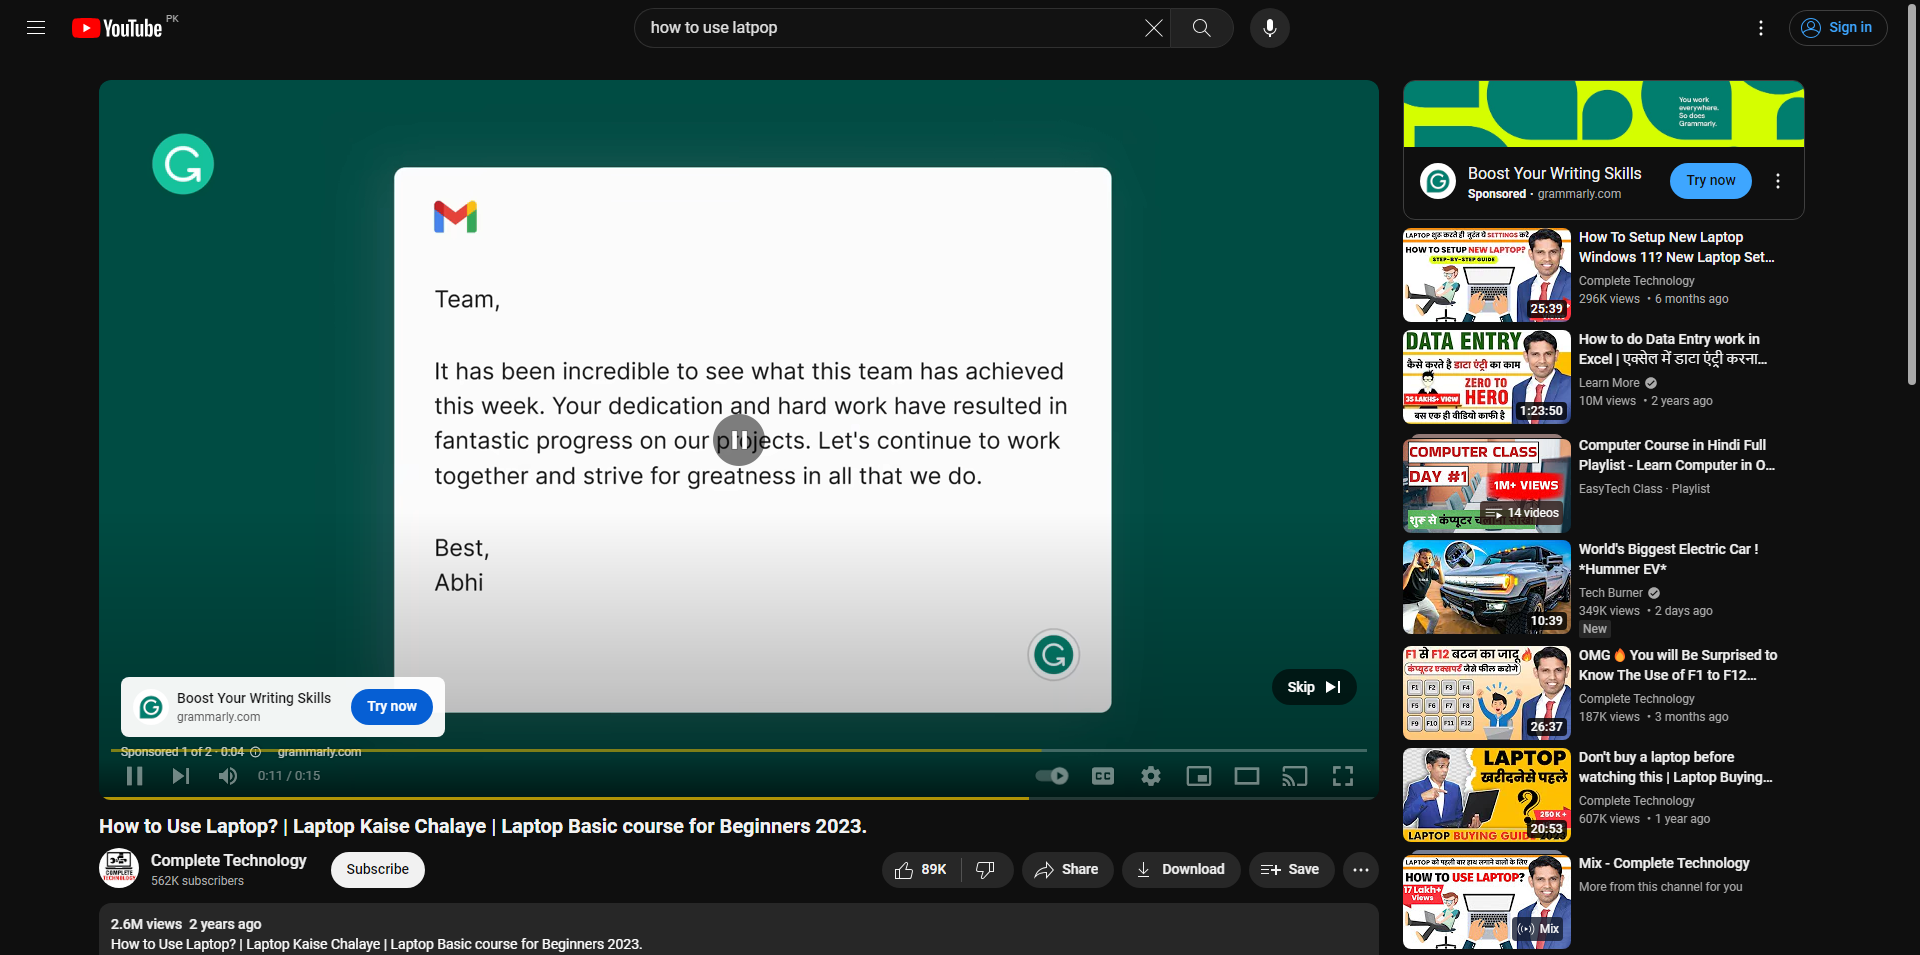 YouTube PK
how to use latpop
Sign in
Team,
It has been incredible to see what this team has achieved
this week. Your dedication and hard work have resulted in
fantastic progress on our projects. Let's continue to work
together and strive for greatness in all that we do.
Best,
Abhi
Skip
Boost Your Writing Skills
grammarly.com
Try now
Sponsored 1 of 2 · 0:04 grammarly.com
0:11 / 0:15
CC
How to Use Laptop? | Laptop Kaise Chalaye | Laptop Basic course for Beginners 2023.
COMPLETE
TECHNOLOGY
Complete Technology
562K subscribers
Subscribe
89K
Share
Download
Save
2.6M views 2 years ago
How to Use Laptop? | Laptop Kaise Chalaye | Laptop Basic course for Beginners 2023.
You work
everywhere.
So does
Grammarly.
Boost Your Writing Skills
Sponsored · grammarly.com
Try now
LAPTOP शुरू करते ही तुरंत ये SETTINGS करें
HOW TO SETUP NEW LAPTOP?
STEP-BY-STEP GUIDE
25:39
How To Setup New Laptop
Windows 11? New Laptop Set...
Complete Technology
296K views • 6 months ago
DATA ENTRY
कैसे करते है डाटा एंट्री का काम
ZERO TO
HERO
35 LAKHS+ VIEW
बस एक ही वीडियो काफी है
1:23:50
How to do Data Entry work in
Excel | एक्सेल में डाटा एंट्री करना...
Learn More
10M views • 2 years ago
COMPUTER CLASS
DAY #1
1M+ VIEWS
शुरू से कंप्यूटर चलाना सीखें
14 videos
Computer Course in Hindi Full
Playlist - Learn Computer in O...
EasyTech Class · Playlist
10:39
World's Biggest Electric Car !
*Hummer EV*
Tech Burner
349K views • 2 days ago
New
F1 से F12 बटन का जादू
कंप्यूटर एक्सपर्ट जैसे फील करोगे
F1 F2 F3 F4
F5 F6 F7 F8
F9 F10 F11 F12
26:37
OMG🔥You will Be Surprised to
Know The Use of F1 to F12...
Complete Technology
187K views • 3 months ago
LAPTOP
खरीदनेसे पहले
?
250 K +
LAPTOP BUYING GUIDE
20:53
Don't buy a laptop before
watching this | Laptop Buying...
Complete Technology
607K views • 1 year ago
LAPTOP को पहली बार हाथ लगाने वालो के लिए
HOW TO USE LAPTOP?
17 Lakh+
Views
Mix
Mix - Complete Technology
More from this channel for you